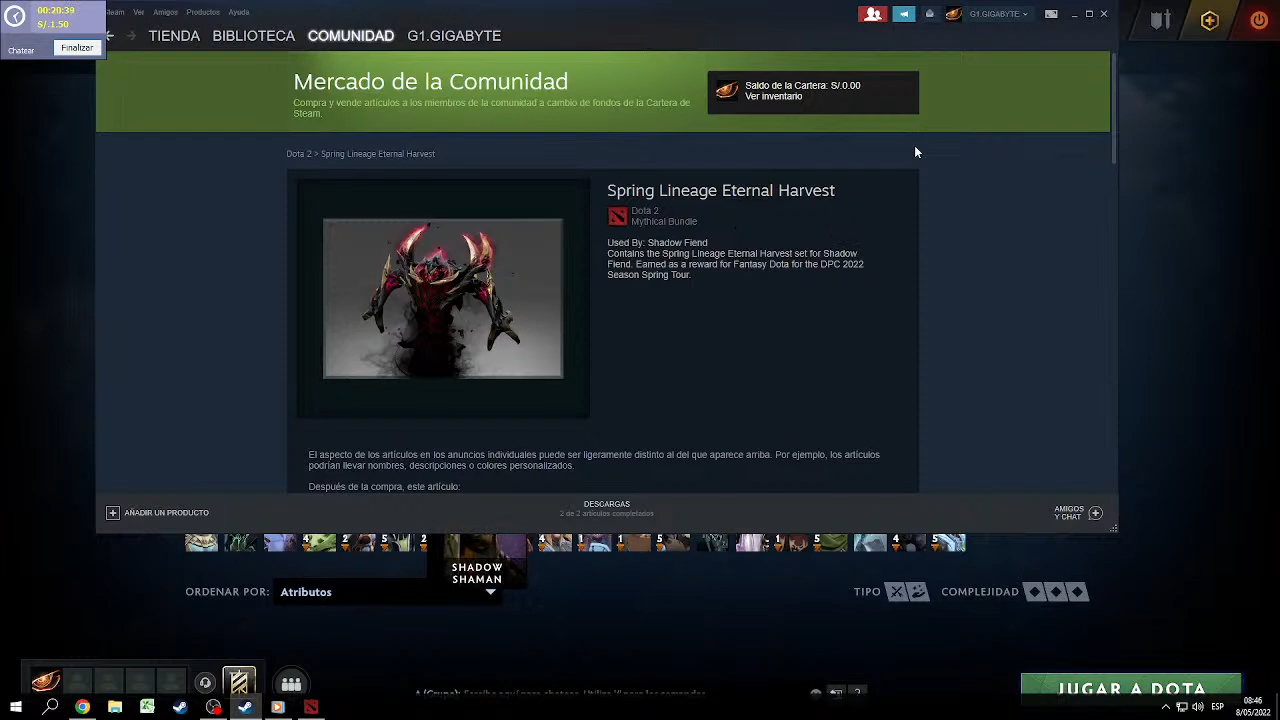 00:20:39
S/.1.50
Chatear
Finalizar
Ver
Amigos
Productos
Ayuda
G1.GIGABYTE
TIENDA
BIBLIOTECA
COMUNIDAD
G1.GIGABYTE
Mercado de la Comunidad
Compra y vende artículos a los miembros de la comunidad a cambio de fondos de la Cartera de
Steam.
Saldo de la Cartera: S/.0.00
Ver inventario
Dota 2 > Spring Lineage Eternal Harvest
Spring Lineage Eternal Harvest
Dota 2
Mythical Bundle
Used By: Shadow Fiend
Contains the Spring Lineage Eternal Harvest set for Shadow
Fiend. Earned as a reward for Fantasy Dota for the DPC 2022
Season Spring Tour.
El aspecto de los artículos en los anuncios individuales puede ser ligeramente distinto al del que aparece arriba. Por ejemplo, los artículos
podrían llevar nombres, descripciones o colores personalizados.
Después de la compra, este artículo:
AÑADIR UN PRODUCTO
DESCARGAS
2 de 2 artículos completados
AMIGOS
Y CHAT
SHADOW
SHAMAN
ORDENAR POR:
Atributos
TIPO
COMPLEJIDAD
ESP
08:46
8/05/2022